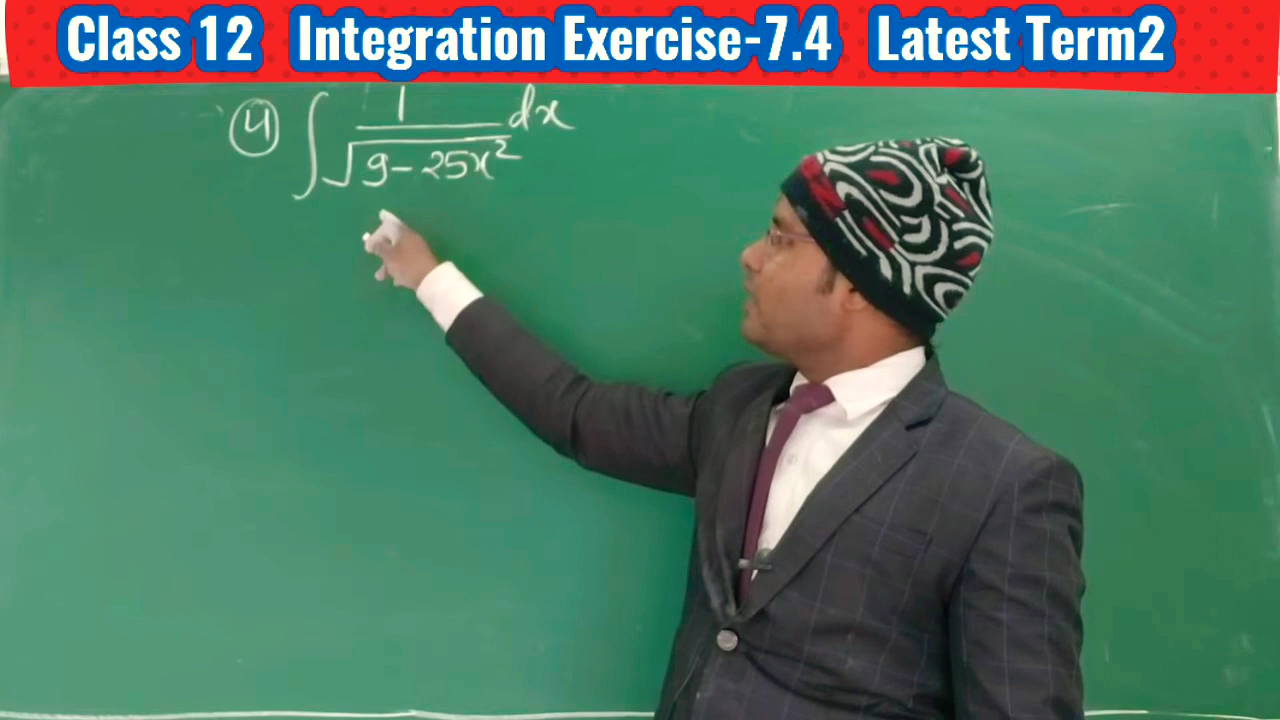 Class 12 Integration Exercise-7.4 Latest Term2
④ ∫ 1/√(9-25x²) dx